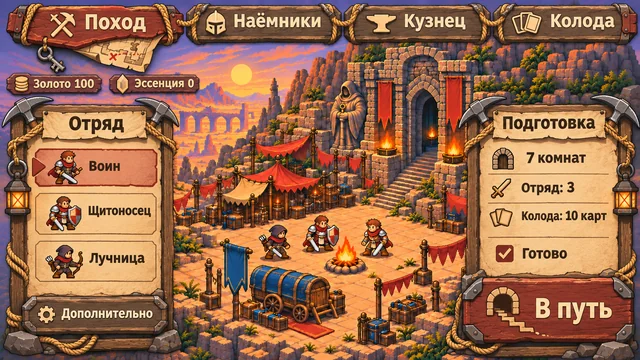 Поход
Наёмники
Кузнец
Колода
Золото 100
Эссенция 0
Отряд
Воин
Щитоносец
Лучница
Дополнительно
Подготовка
7 комнат
Отряд: 3
Колода: 10 карт
Готово
В путь